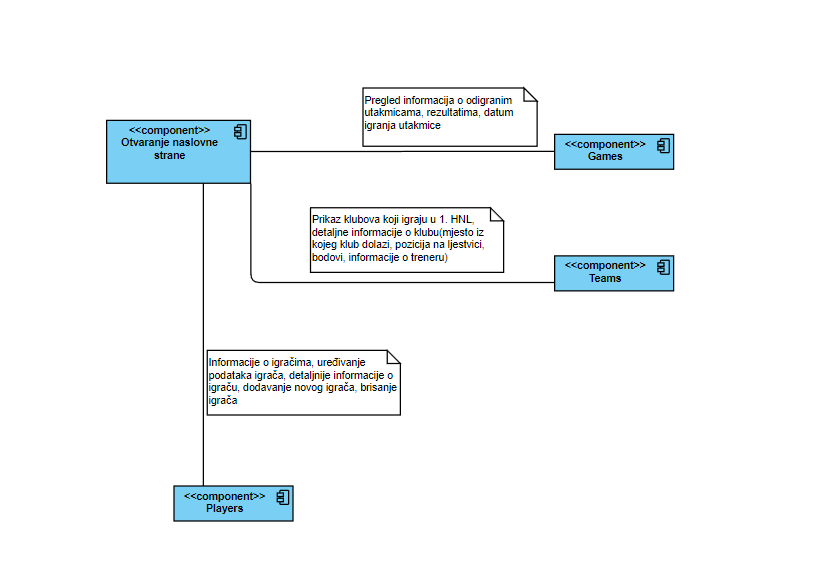 <<component>>
Otvaranje naslovne
strane
Pregled informacija o odigranim
utakmicama, rezultatima, datum
igranja utakmice
<<component>>
Games
Prikaz klubova koji igraju u 1. HNL,
detaljne informacije o klubu(mjesto iz
kojeg klub dolazi, pozicija na ljestvici,
bodovi, informacije o treneru)
<<component>>
Teams
Informacije o igračima, uređivanje
podataka igrača, detaljnije informacije o
igraču, dodavanje novog igrača, brisanje
igrača
<<component>>
Players